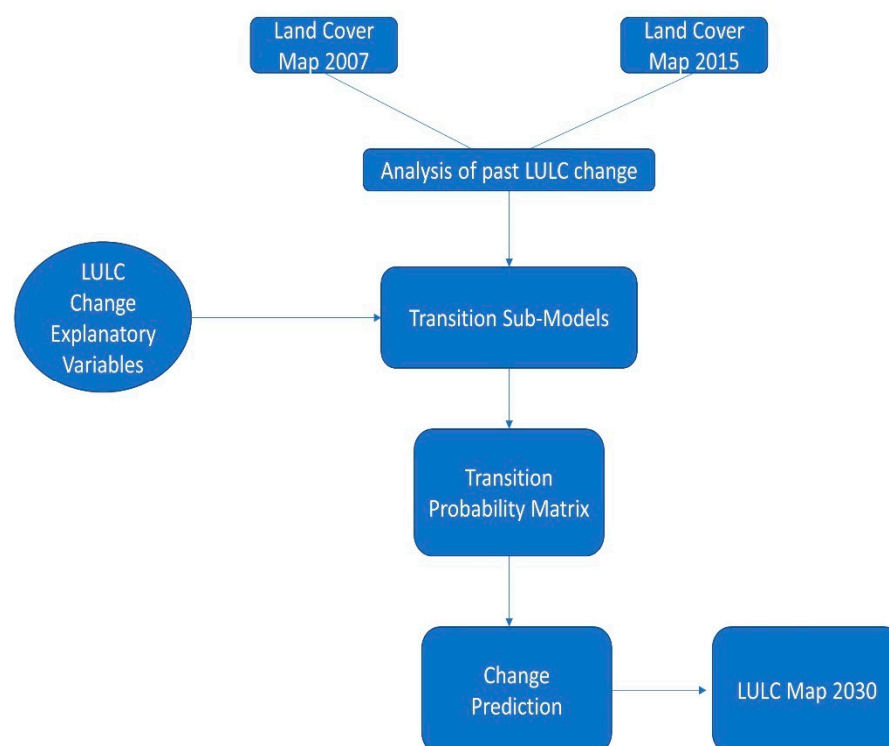 Land Cover
Map 2007
Land Cover
Map 2015
Analysis of past LULC change
LULC
Change
Explanatory
Variables
Transition Sub-Models
Transition
Probability Matrix
Change
Prediction
LULC Map 2030